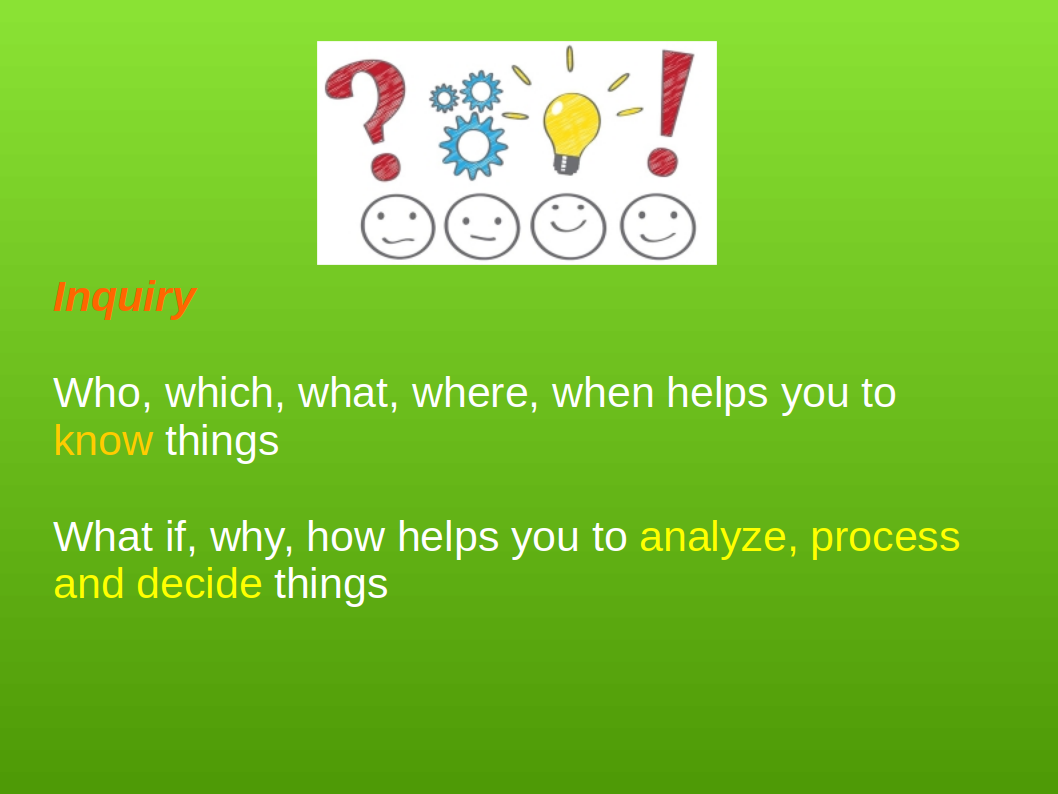 Inquiry
Who, which, what, where, when helps you to
know things
What if, why, how helps you to analyze, process
and decide things